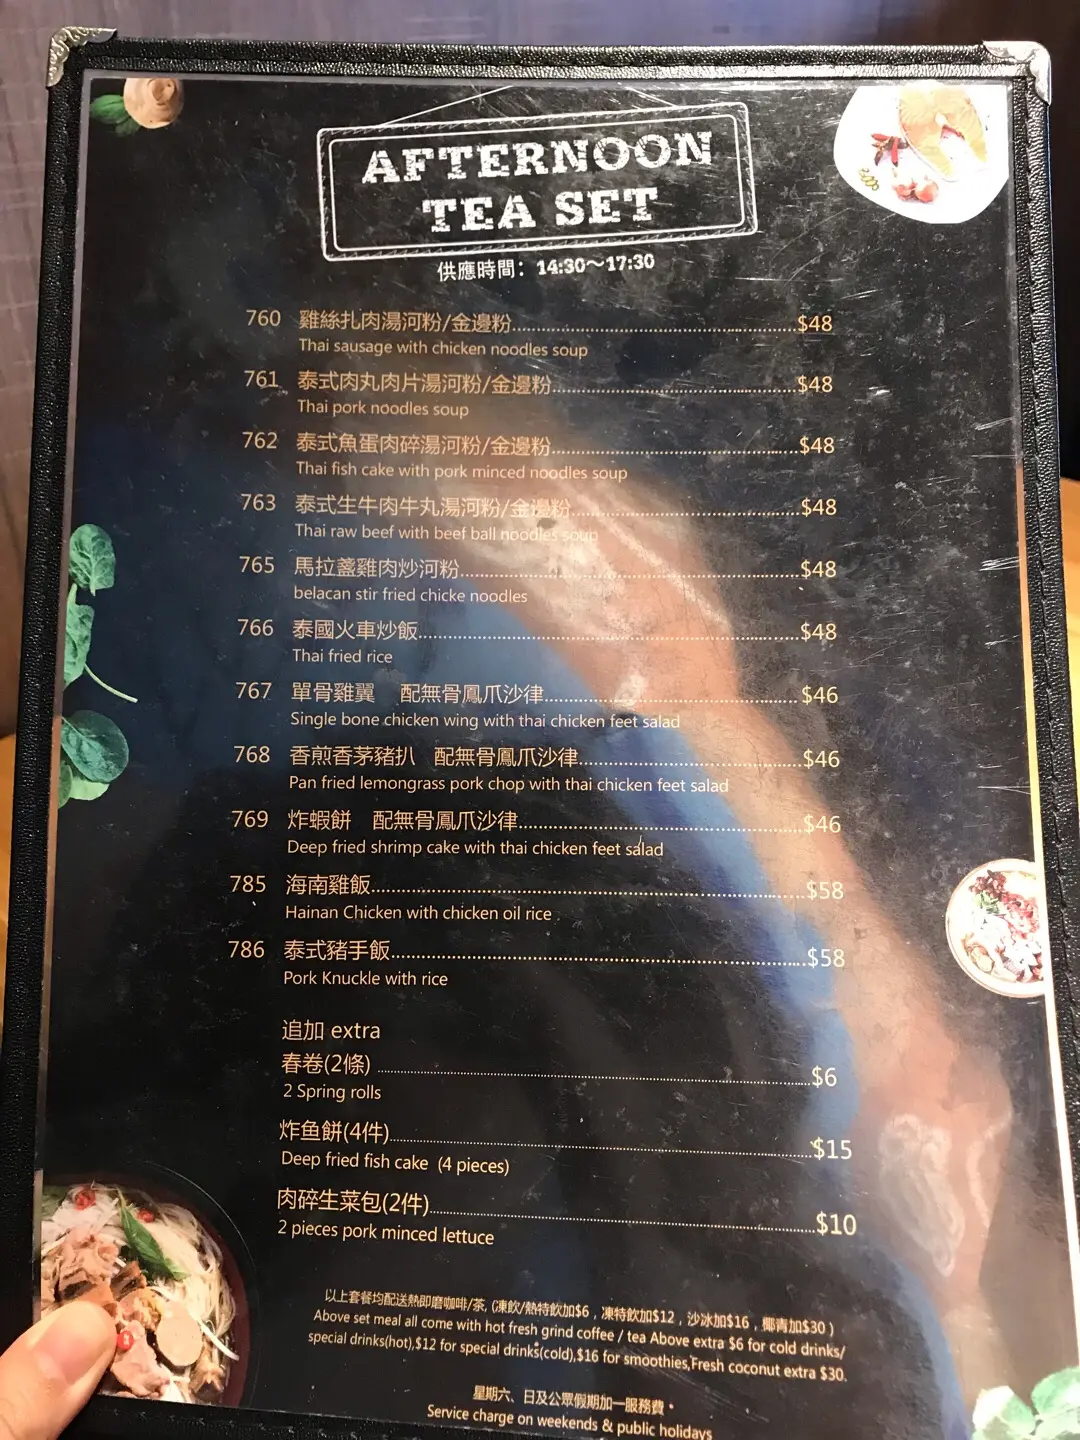 AFTERNOON
TEA SET
供應時間：14:30～17:30
760 雞絲扎肉湯河粉/金邊粉 $48
Thai sausage with chicken noodles soup
761 泰式肉丸肉片湯河粉/金邊粉 $48
Thai pork noodles soup
762 泰式魚蛋肉碎湯河粉/金邊粉 $48
Thai fish cake with pork minced noodles soup
763 泰式生牛肉牛丸湯河粉/金邊粉 $48
Thai raw beef with beef ball noodles soup
765 馬拉盞雞肉炒河粉 $48
belacan stir fried chicke noodles
766 泰國火車炒飯 $48
Thai fried rice
767 單骨雞翼 配無骨鳳爪沙律 $46
Single bone chicken wing with thai chicken feet salad
768 香煎香茅豬扒 配無骨鳳爪沙律 $46
Pan fried lemongrass pork chop with thai chicken feet salad
769 炸蝦餅 配無骨鳳爪沙律 $46
Deep fried shrimp cake with thai chicken feet salad
785 海南雞飯 $58
Hainan Chicken with chicken oil rice
786 泰式豬手飯 $58
Pork Knuckle with rice
追加 extra
春卷(2條) $6
2 Spring rolls
炸鱼餅(4件) $15
Deep fried fish cake (4 pieces)
肉碎生菜包(2件) $10
2 pieces pork minced lettuce
以上套餐均配送熱即磨咖啡/茶, (凍飲/熱特飲加$6，凍特飲加$12，沙冰加$16，椰青加$30 )
Above set meal all come with hot fresh grind coffee / tea Above extra $6 for cold drinks/
special drinks(hot),$12 for special drinks(cold),$16 for smoothies,Fresh coconut extra $30.
星期六、日及公眾假期加一服務費。
Service charge on weekends & public holidays